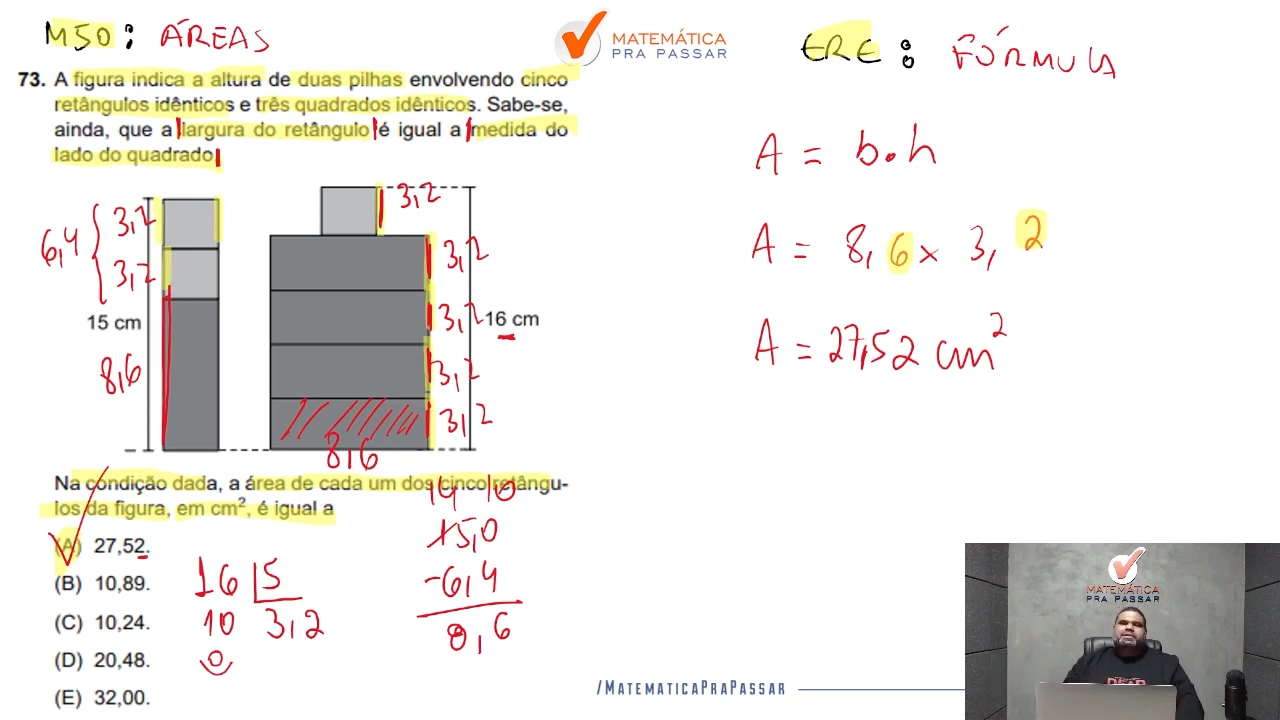 M50: ÁREAS
MATEMÁTICA
PRA PASSAR
ERE: FÓRMULA
73. A figura indica a altura de duas pilhas envolvendo cinco
retângulos idênticos e três quadrados idênticos. Sabe-se,
ainda, que a largura do retângulo é igual a medida do
lado do quadrado.
6,4
3,2
3,2
15 cm
8,6
3,2
3,2
3,2
3,2
3,2
16 cm
8,6
A = b.h
A = 8,6 x 3,2
A = 27,52 cm²
Na condição dada, a área de cada um dos cinco retângu-
los da figura, em cm², é igual a
(A) 27,52.
(B) 10,89.
(C) 10,24.
(D) 20,48.
(E) 32,00.
16 5
10 3,2
0
14 10
15,0
-6,4
8,6
MATEMÁTICA
PRA PASSAR
/MATEMATICAPRAPASSAR